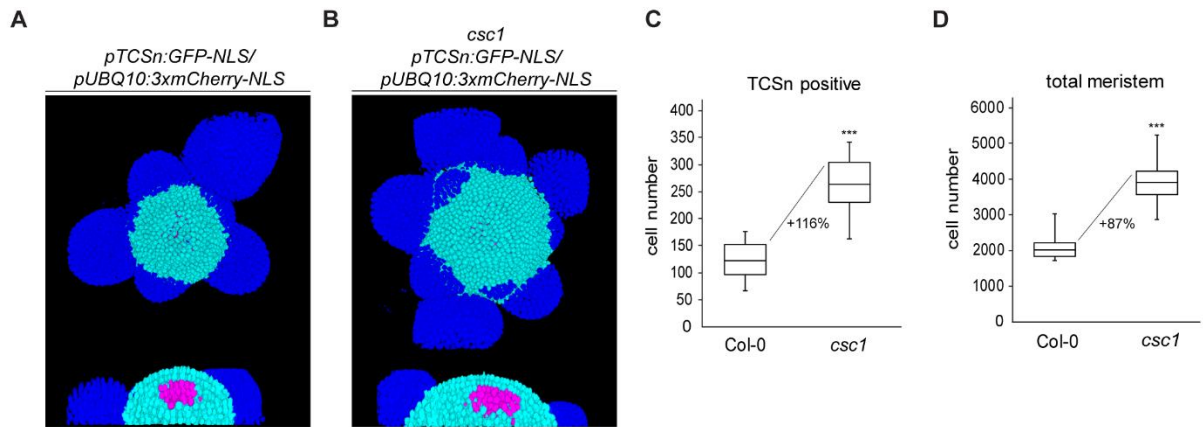 A
pTCSn:GFP-NLS/
pUBQ10:3xmCherry-NLS
B
csc1
pTCSn:GFP-NLS/
pUBQ10:3xmCherry-NLS
C
TCSn positive
cell number
400
350
300
250
200
150
100
50
0
***
+116%
Col-0
csc1
D
total meristem
cell number
6000
5000
4000
3000
2000
1000
0
***
+87%
Col-0
csc1